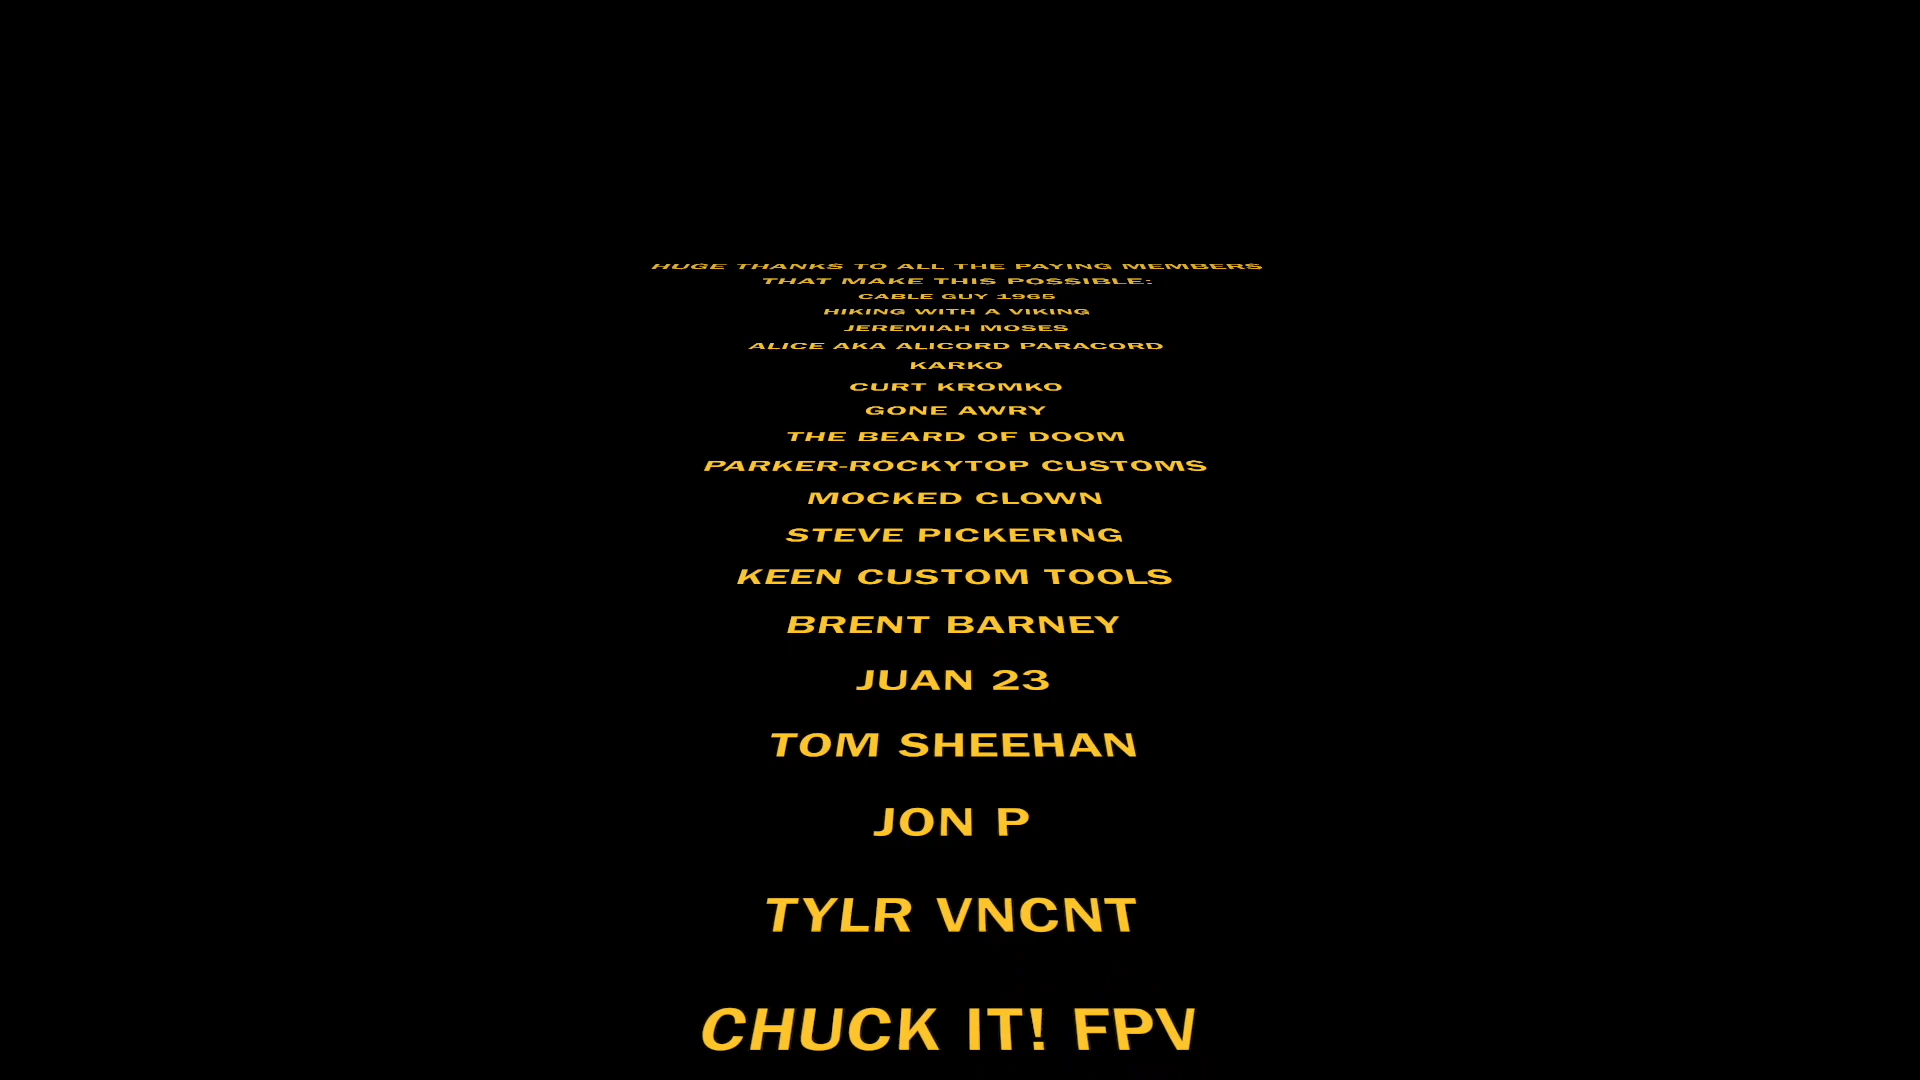 HUGE THANKS TO ALL THE PAYING MEMBERS
THAT MAKE THIS POSSIBLE:
CABLE GUY 1965
HIKING WITH A VIKING
JEREMIAH MOSES
ALICE AKA ALICORD PARACORD
KARKO
CURT KROMKO
GONE AWRY
THE BEARD OF DOOM
PARKER-ROCKYTOP CUSTOMS
MOCKED CLOWN
STEVE PICKERING
KEEN CUSTOM TOOLS
BRENT BARNEY
JUAN 23
TOM SHEEHAN
JON P
TYLR VNCNT
CHUCK IT! FPV